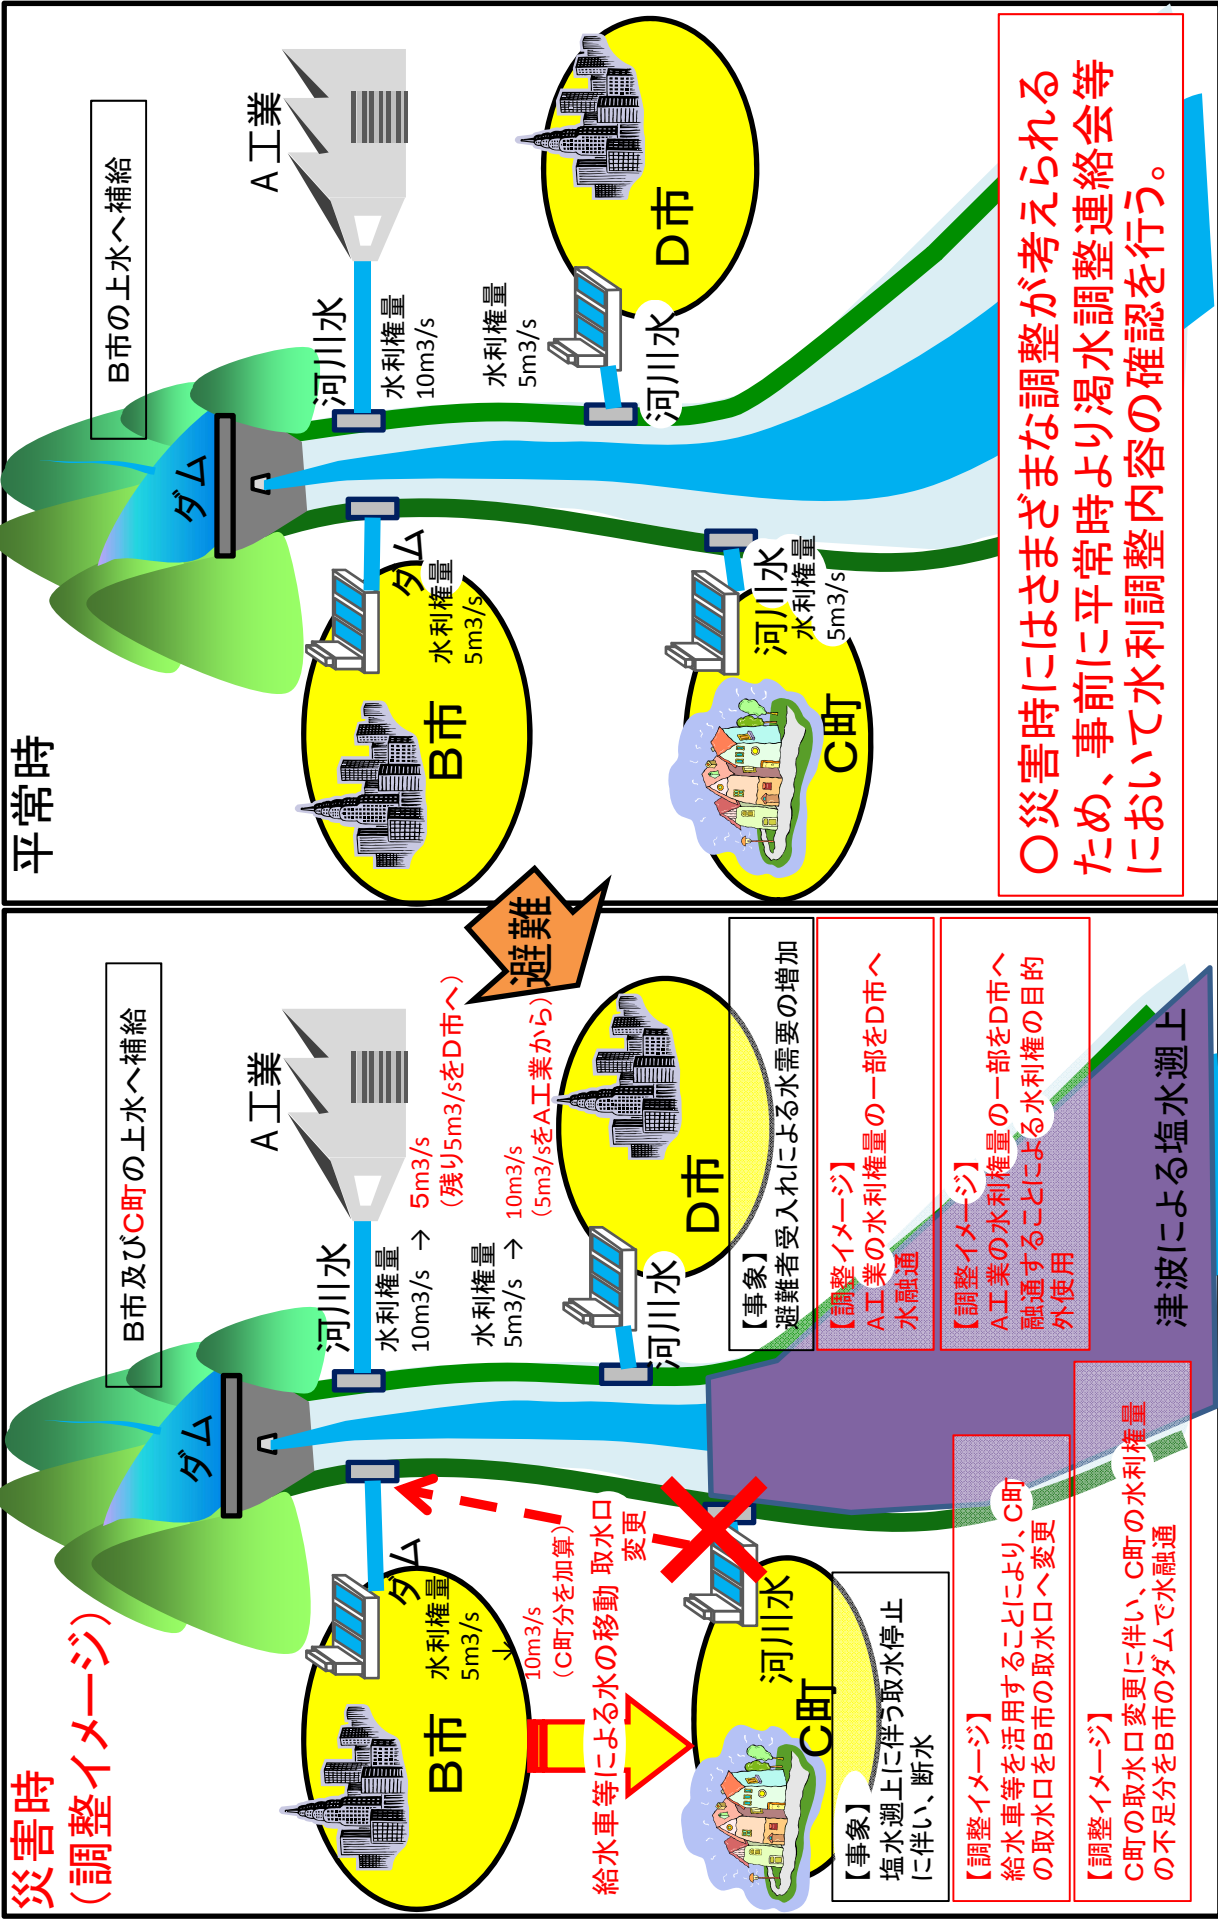 災害時
（調整イメージ）
B市及びC町の上水へ補給
ダム
A工業
河川水
水利権量
10m3/s → 5m3/s
（残り5m3/sをD市へ）
水利権量
5m3/s → 10m3/s
（5m3/sをA工業から）
ダム
水利権量
5m3/s
↓
10m3/s
（C町分を加算）
B市
避難
D市
河川水
給水車等による水の移動
取水口
変更
河川水
C町
【事象】
避難者受入れによる水需要の増加
【調整イメージ】
A工業の水利権量の一部をD市へ
水融通
【調整イメージ】
A工業の水利権量の一部をD市へ
融通することによる水利権の目的
外使用
【事象】
塩水遡上に伴う取水停止
に伴い、断水
【調整イメージ】
給水車等を活用することにより、C町
の取水口をB市の取水口へ変更
【調整イメージ】
C町の取水口変更に伴い、C町の水利権量
の不足分をB市のダムで水融通
津波による塩水遡上
平常時
B市の上水へ補給
ダム
A工業
河川水
水利権量
10m3/s
ダム
水利権量
5m3/s
B市
水利権量
5m3/s
河川水
D市
河川水
水利権量
5m3/s
C町
○災害時にはさまざまな調整が考えられる
ため、事前に平常時より渇水調整連絡会等
において水利調整内容の確認を行う。